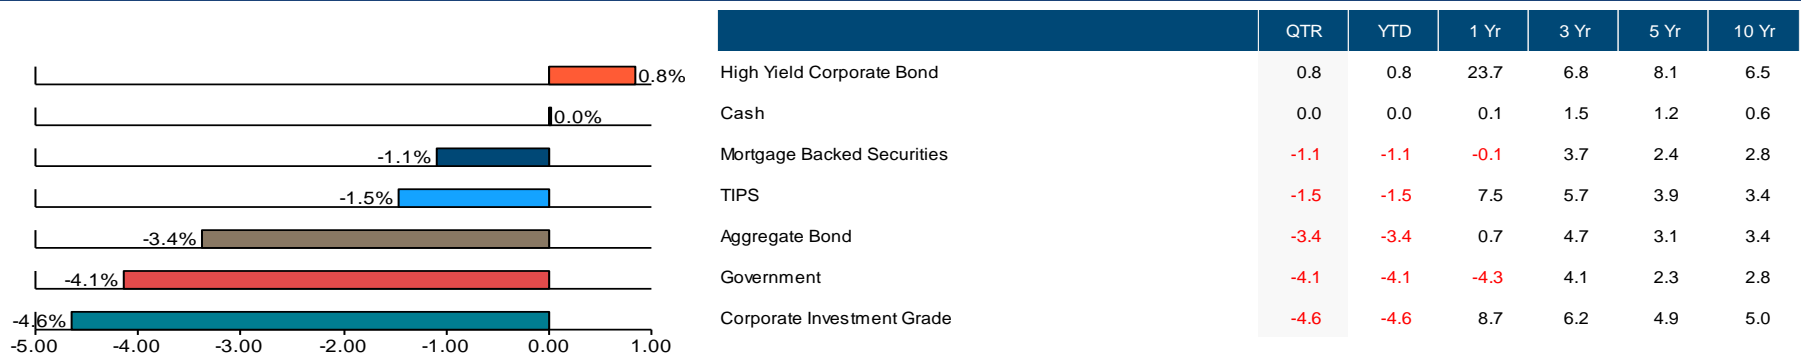 QTR YTD 1 Yr 3 Yr 5 Yr 10 Yr
0.8% High Yield Corporate Bond 0.8 0.8 23.7 6.8 8.1 6.5
0.0% Cash 0.0 0.0 0.1 1.5 1.2 0.6
-1.1% Mortgage Backed Securities -1.1 -1.1 -0.1 3.7 2.4 2.8
-1.5% TIPS -1.5 -1.5 7.5 5.7 3.9 3.4
-3.4% Aggregate Bond -3.4 -3.4 0.7 4.7 3.1 3.4
-4.1% Government -4.1 -4.1 -4.3 4.1 2.3 2.8
-4.6% Corporate Investment Grade -4.6 -4.6 8.7 6.2 4.9 5.0
-5.00 -4.00 -3.00 -2.00 -1.00 0.00 1.00